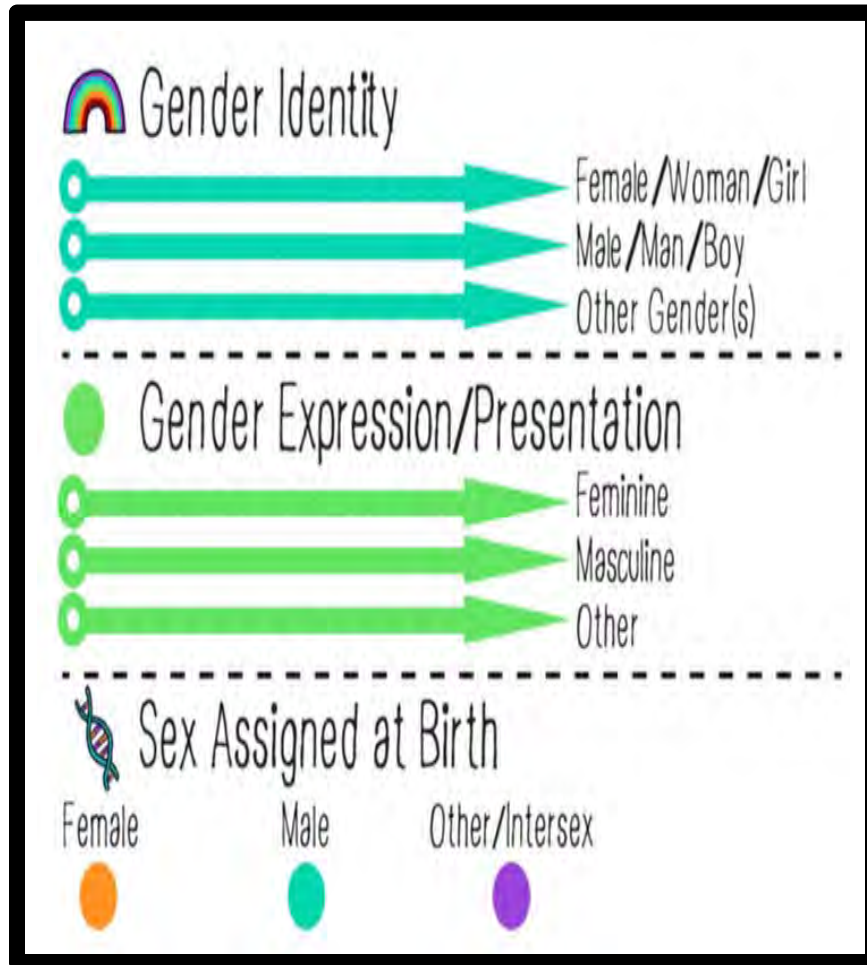 Gender Identity
Female/Woman/Girl
Male/Man/Boy
Other Gender(s)
Gender Expression/Presentation
Feminine
Masculine
Other
Sex Assigned at Birth
Female Male Other/Intersex